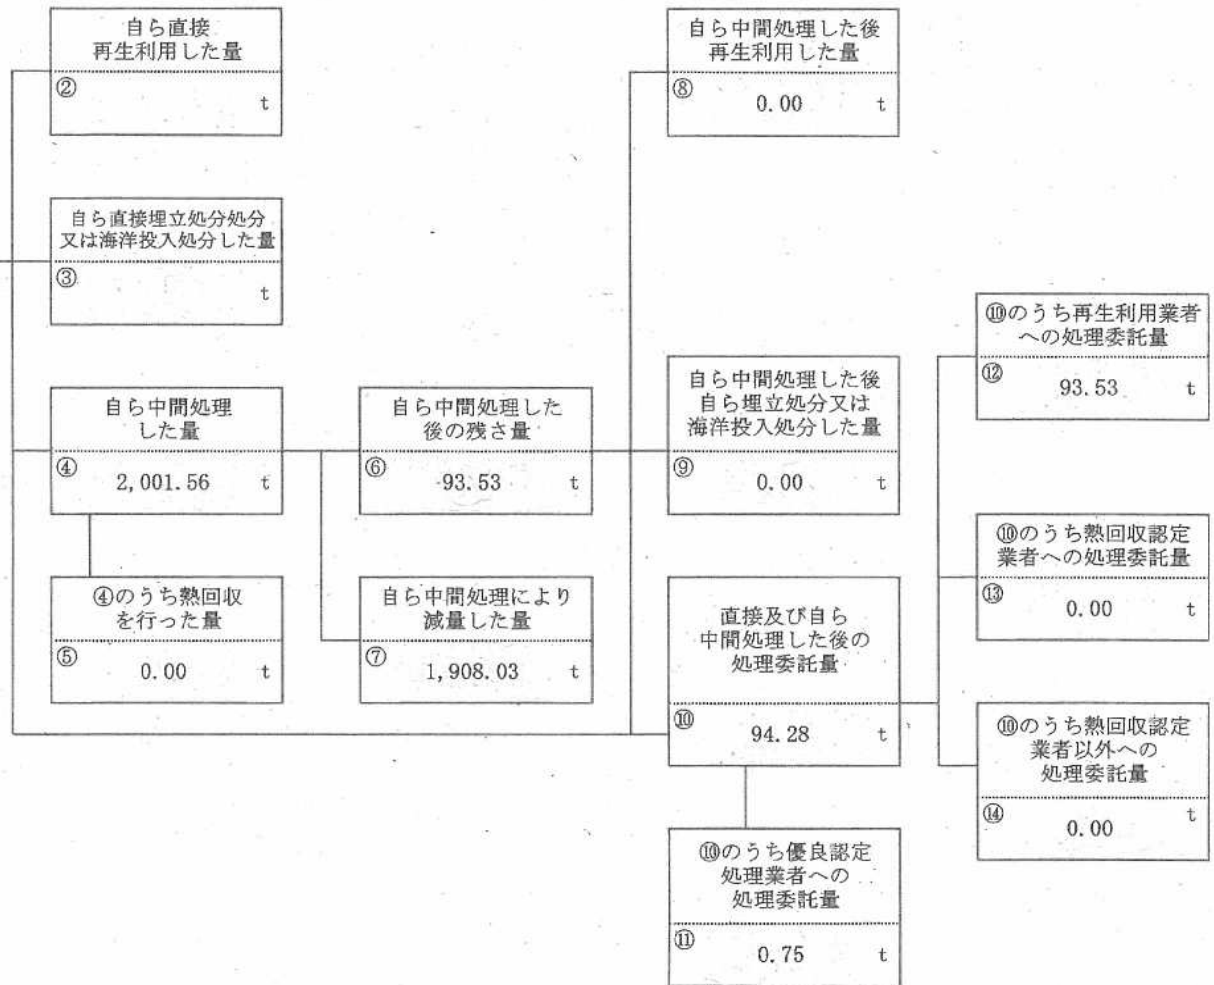 自ら直接
再生利用した量
② t
自ら直接埋立処分処分
又は海洋投入処分した量
③ t
自ら中間処理
した量
④ 2,001.56 t
④のうち熱回収
を行った量
⑤ 0.00 t
自ら中間処理した
後の残さ量
⑥ 93.53 t
自ら中間処理により
減量した量
⑦ 1,908.03 t
自ら中間処理した後
再生利用した量
⑧ 0.00 t
自ら中間処理した後
自ら埋立処分又は
海洋投入処分した量
⑨ 0.00 t
直接及び自ら
中間処理した後の
処理委託量
⑩ 94.28 t
⑩のうち優良認定
処理業者への
処理委託量
⑪ 0.75 t
⑩のうち再生利用業者
への処理委託量
⑫ 93.53 t
⑩のうち熱回収認定
業者への処理委託量
⑬ 0.00 t
⑩のうち熱回収認定
業者以外への
処理委託量
⑭ 0.00 t